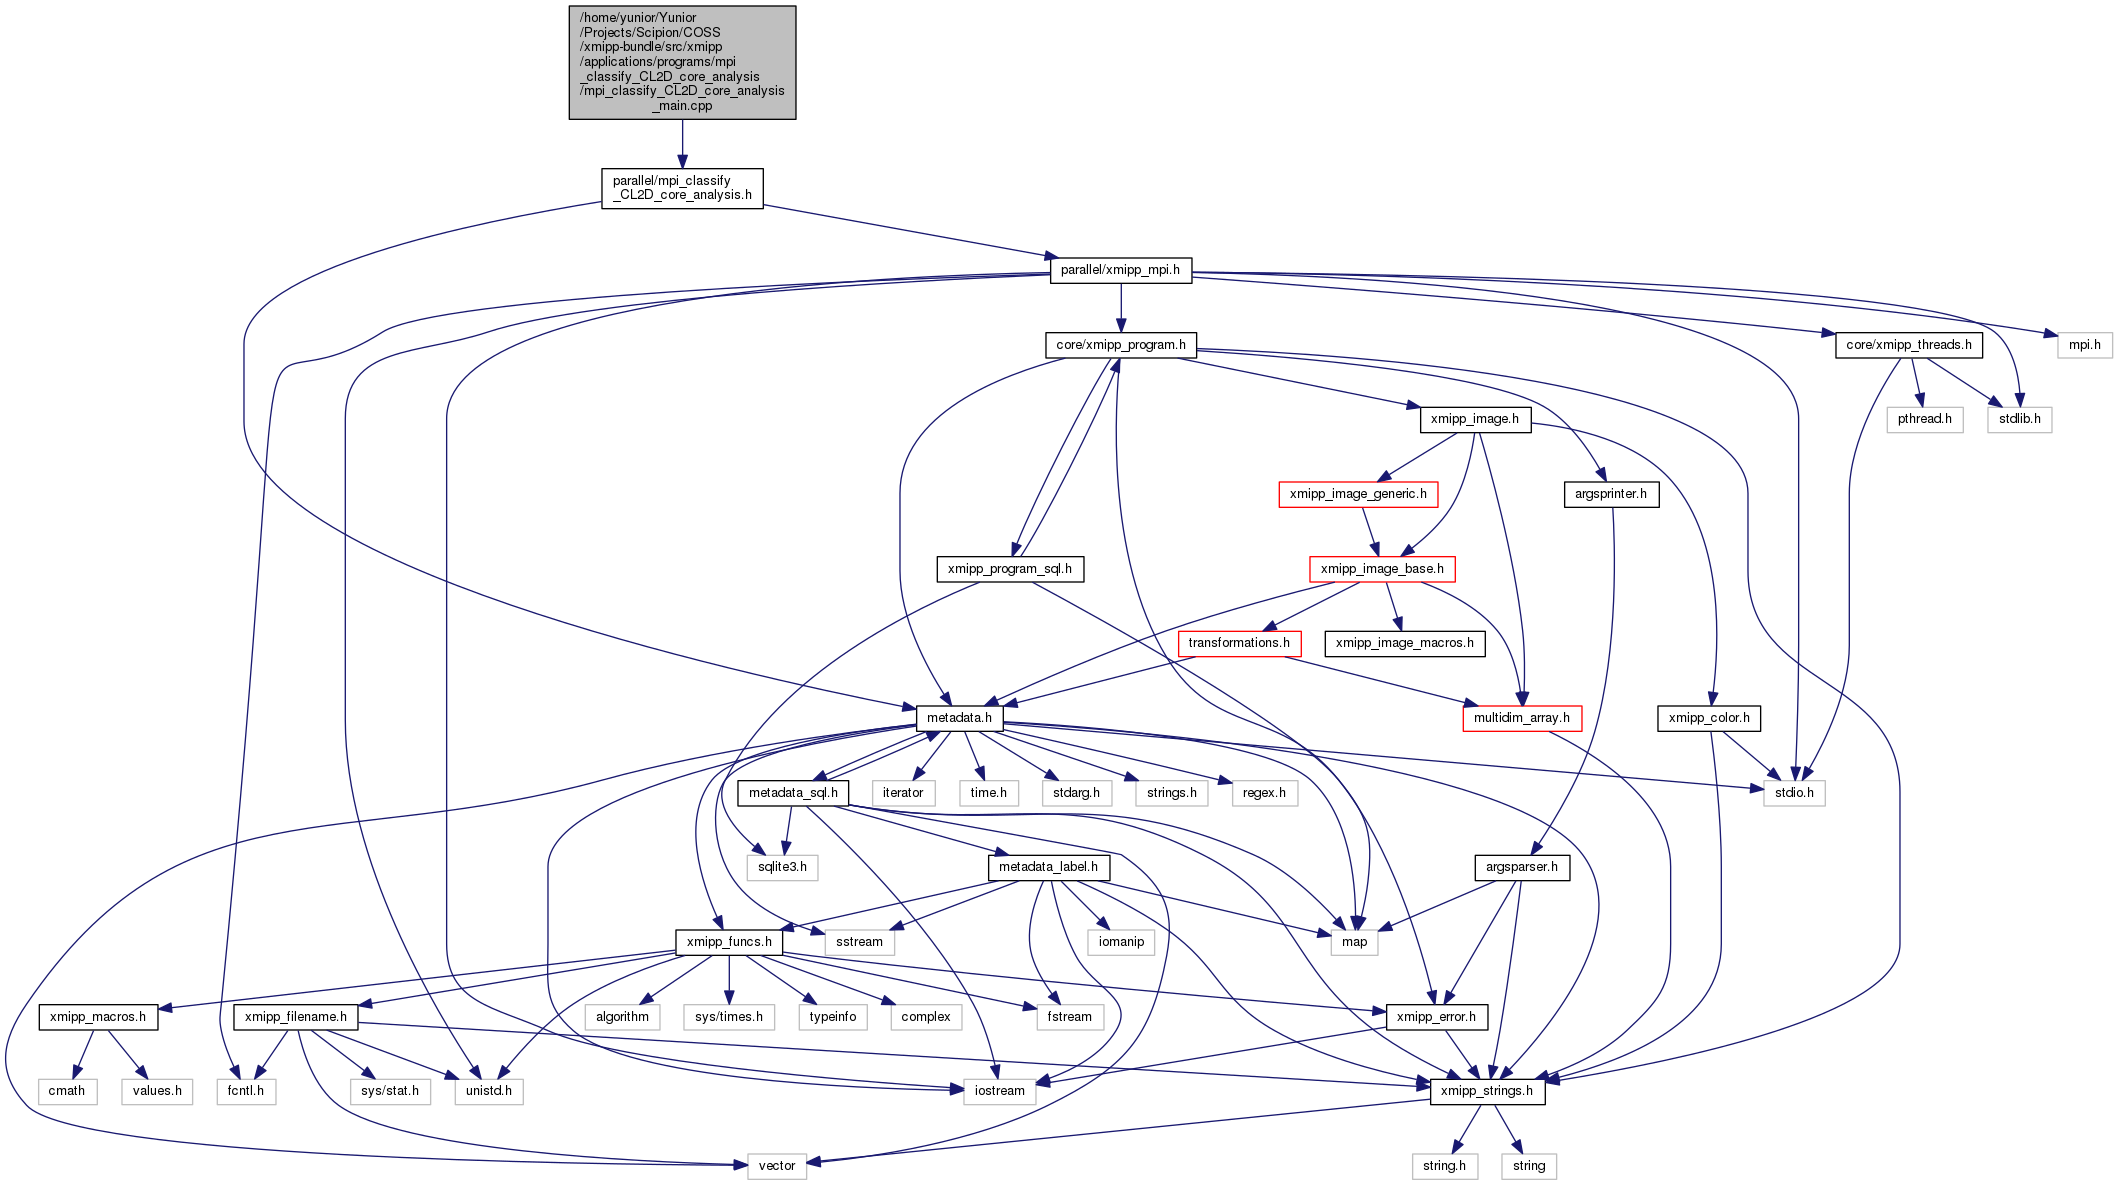 /home/yunior/Yunior
/Projects/Scipion/COSS
/xmipp-bundle/src/xmipp
/applications/programs/mpi
_classify_CL2D_core_analysis
/mpi_classify_CL2D_core_analysis
_main.cpp
parallel/mpi_classify
_CL2D_core_analysis.h
parallel/xmipp_mpi.h
core/xmipp_program.h
core/xmipp_threads.h
mpi.h
xmipp_image.h
pthread.h
stdlib.h
xmipp_image_generic.h
argsprinter.h
xmipp_program_sql.h
xmipp_image_base.h
transformations.h
xmipp_image_macros.h
metadata.h
multidim_array.h
xmipp_color.h
metadata_sql.h
iterator
time.h
stdarg.h
strings.h
regex.h
stdio.h
sqlite3.h
metadata_label.h
argsparser.h
xmipp_funcs.h
sstream
iomanip
map
xmipp_macros.h
xmipp_filename.h
algorithm
sys/times.h
typeinfo
complex
fstream
xmipp_error.h
cmath
values.h
fcntl.h
sys/stat.h
unistd.h
iostream
xmipp_strings.h
vector
string.h
string